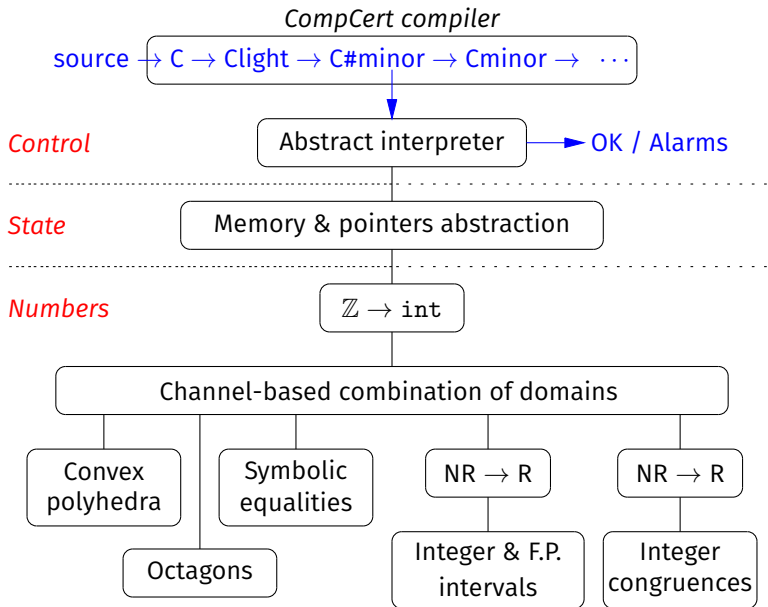 CompCert compiler
source → C → Clight → C#minor → Cminor → ⋯
Control
Abstract interpreter
OK / Alarms
State
Memory & pointers abstraction
Numbers
ℤ → int
Channel-based combination of domains
Convex
polyhedra
Symbolic
equalities
NR → R
NR → R
Octagons
Integer & F.P.
intervals
Integer
congruences